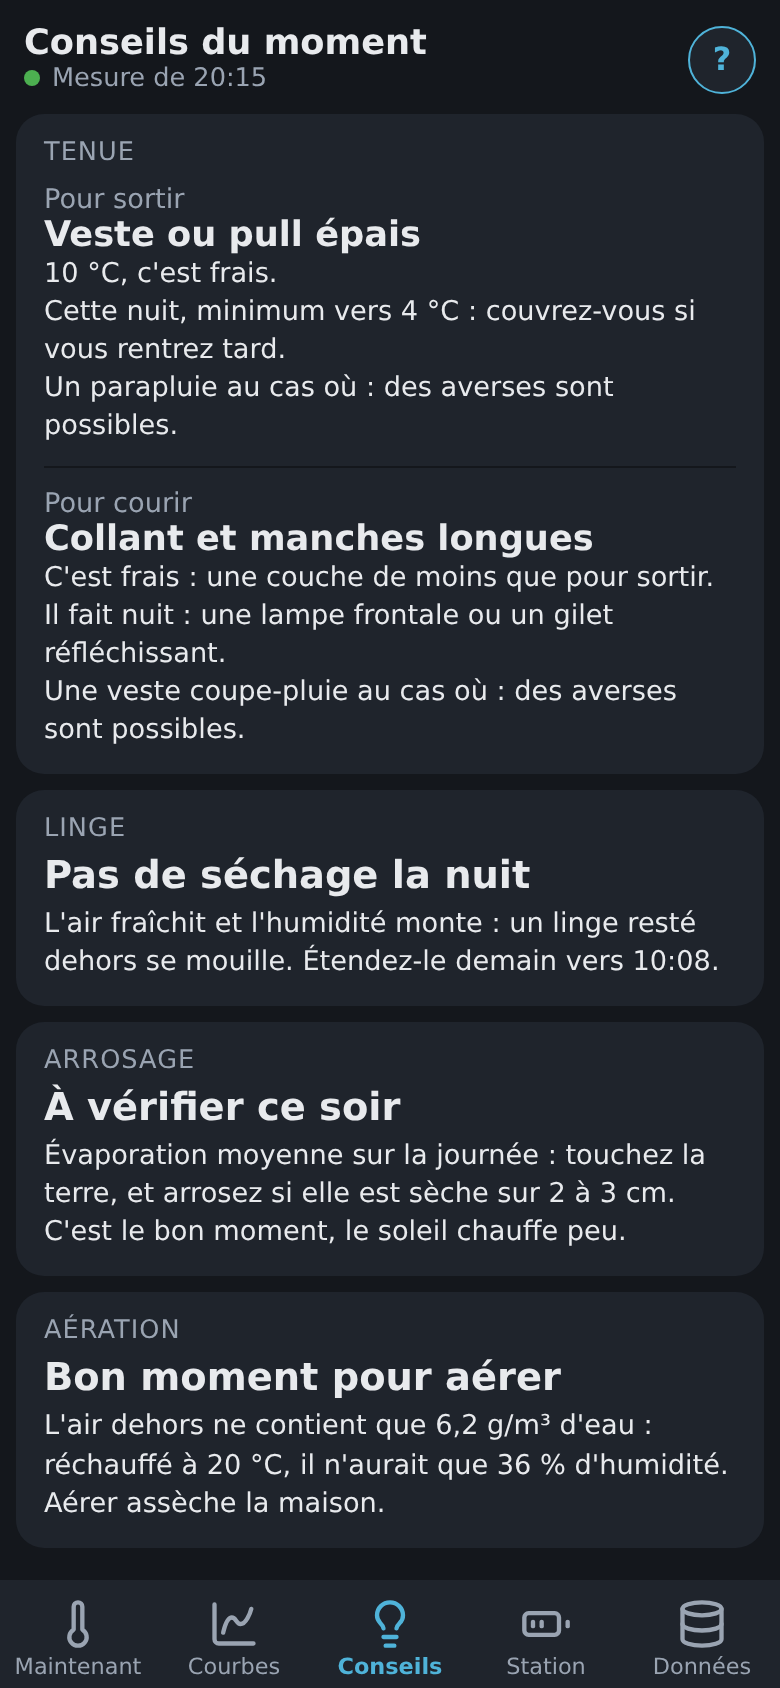 Conseils du moment
Mesure de 20:15
?
TENUE
Pour sortir
Veste ou pull épais
10 °C, c'est frais.
Cette nuit, minimum vers 4 °C : couvrez-vous si
vous rentrez tard.
Un parapluie au cas où : des averses sont
possibles.
Pour courir
Collant et manches longues
C'est frais : une couche de moins que pour sortir.
Il fait nuit : une lampe frontale ou un gilet
réfléchissant.
Une veste coupe-pluie au cas où : des averses
sont possibles.
LINGE
Pas de séchage la nuit
L'air fraîchit et l'humidité monte : un linge resté
dehors se mouille. Étendez-le demain vers 10:08.
ARROSAGE
À vérifier ce soir
Évaporation moyenne sur la journée : touchez la
terre, et arrosez si elle est sèche sur 2 à 3 cm.
C'est le bon moment, le soleil chauffe peu.
AÉRATION
Bon moment pour aérer
L'air dehors ne contient que 6,2 g/m³ d'eau :
réchauffé à 20 °C, il n'aurait que 36 % d'humidité.
Aérer assèche la maison.
Maintenant
Courbes
Conseils
Station
Données